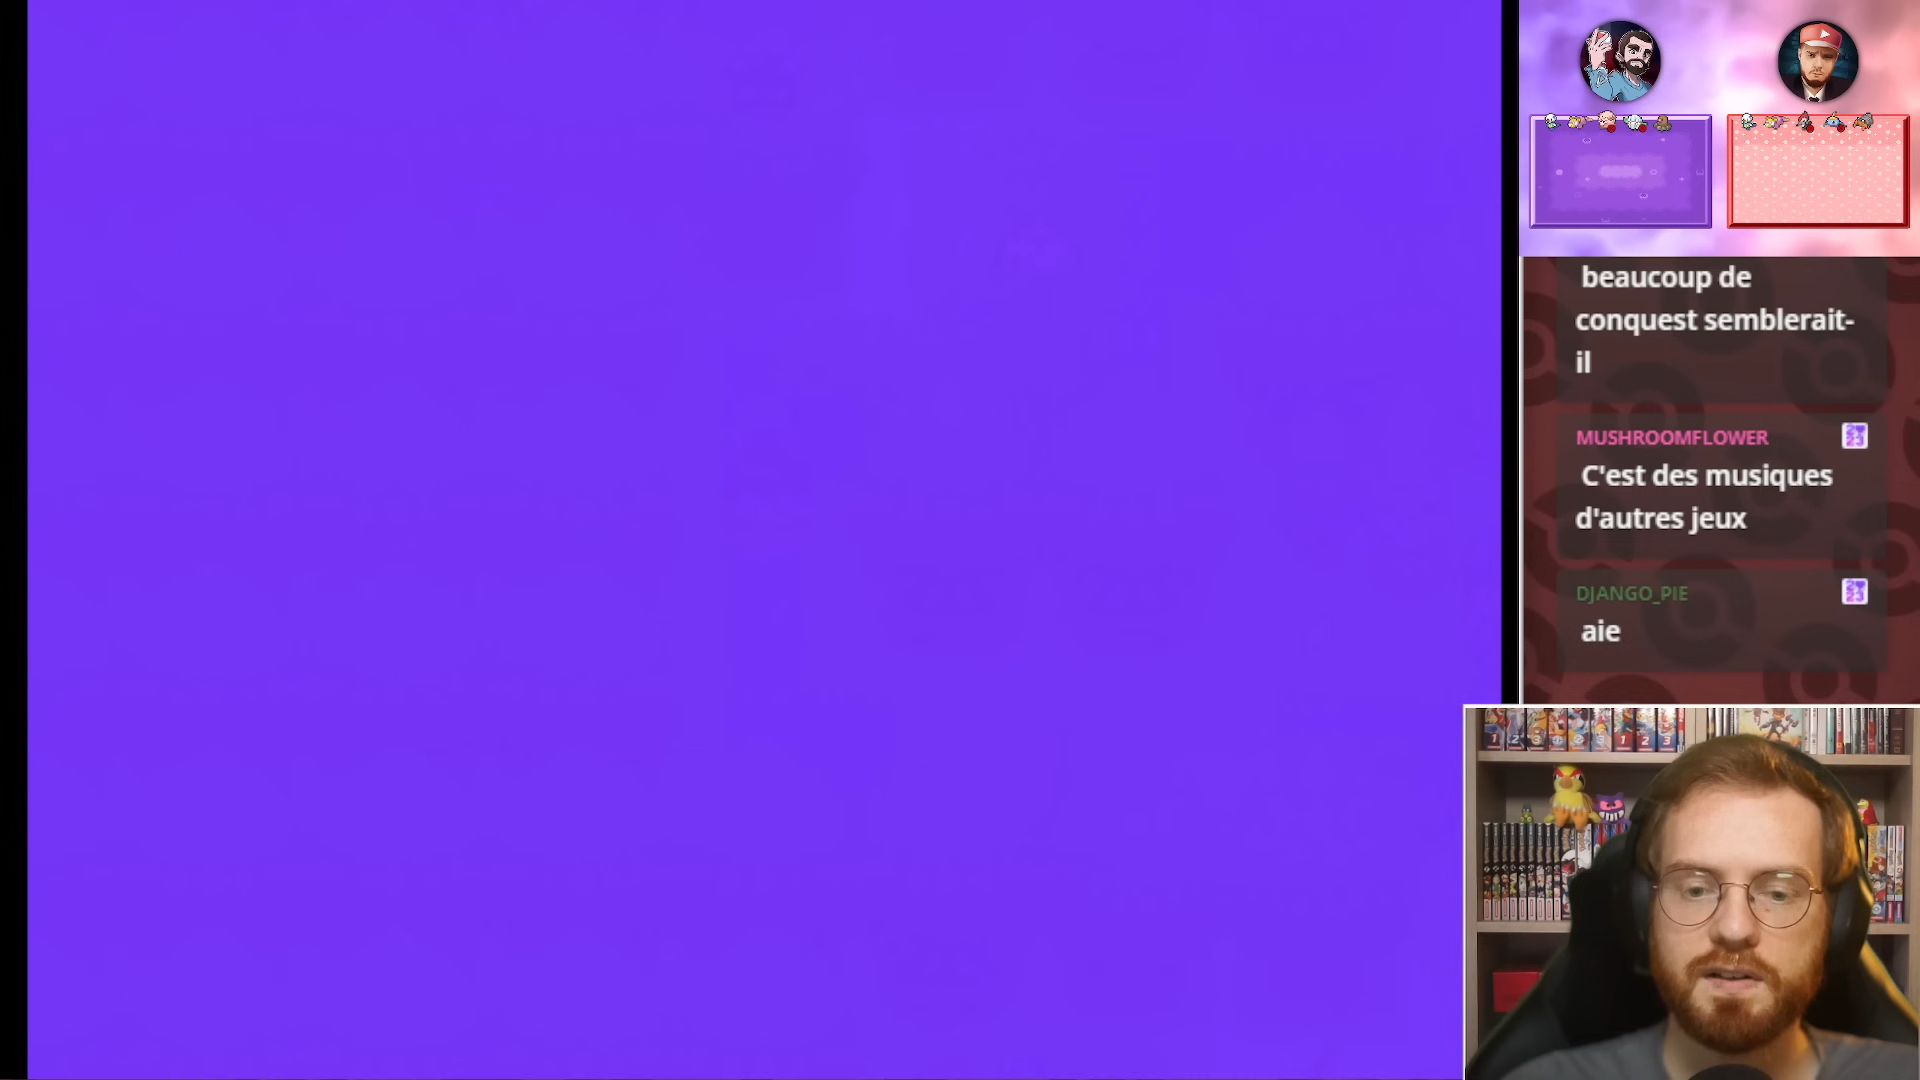 beaucoup de
conquest semblerait-
il
MUSHROOMFLOWER
C'est des musiques
d'autres jeux
DJANGO_PIE
aie